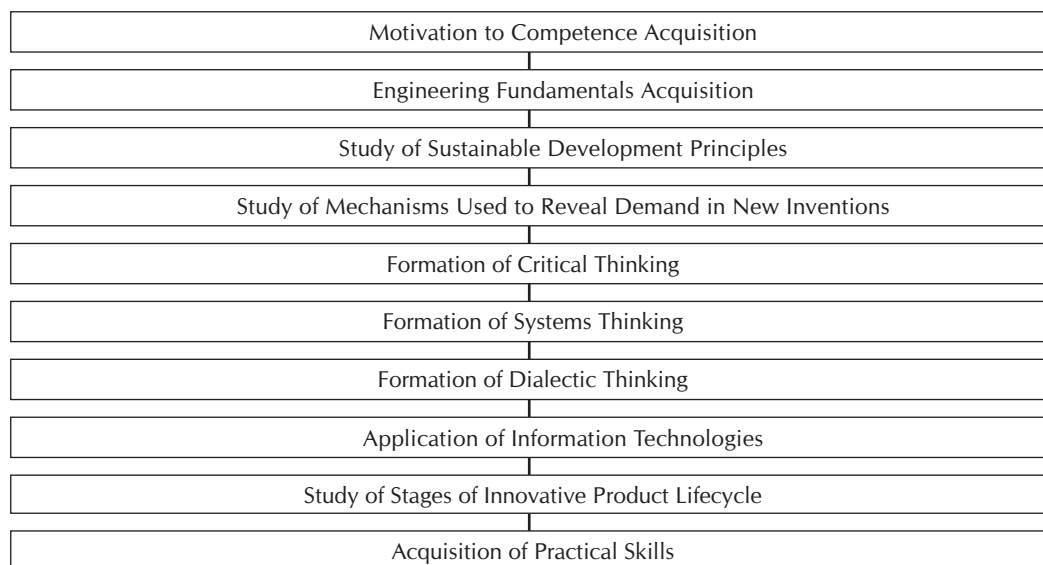 Motivation to Competence Acquisition
Engineering Fundamentals Acquisition
Study of Sustainable Development Principles
Study of Mechanisms Used to Reveal Demand in New Inventions
Formation of Critical Thinking
Formation of Systems Thinking
Formation of Dialectic Thinking
Application of Information Technologies
Study of Stages of Innovative Product Lifecycle
Acquisition of Practical Skills